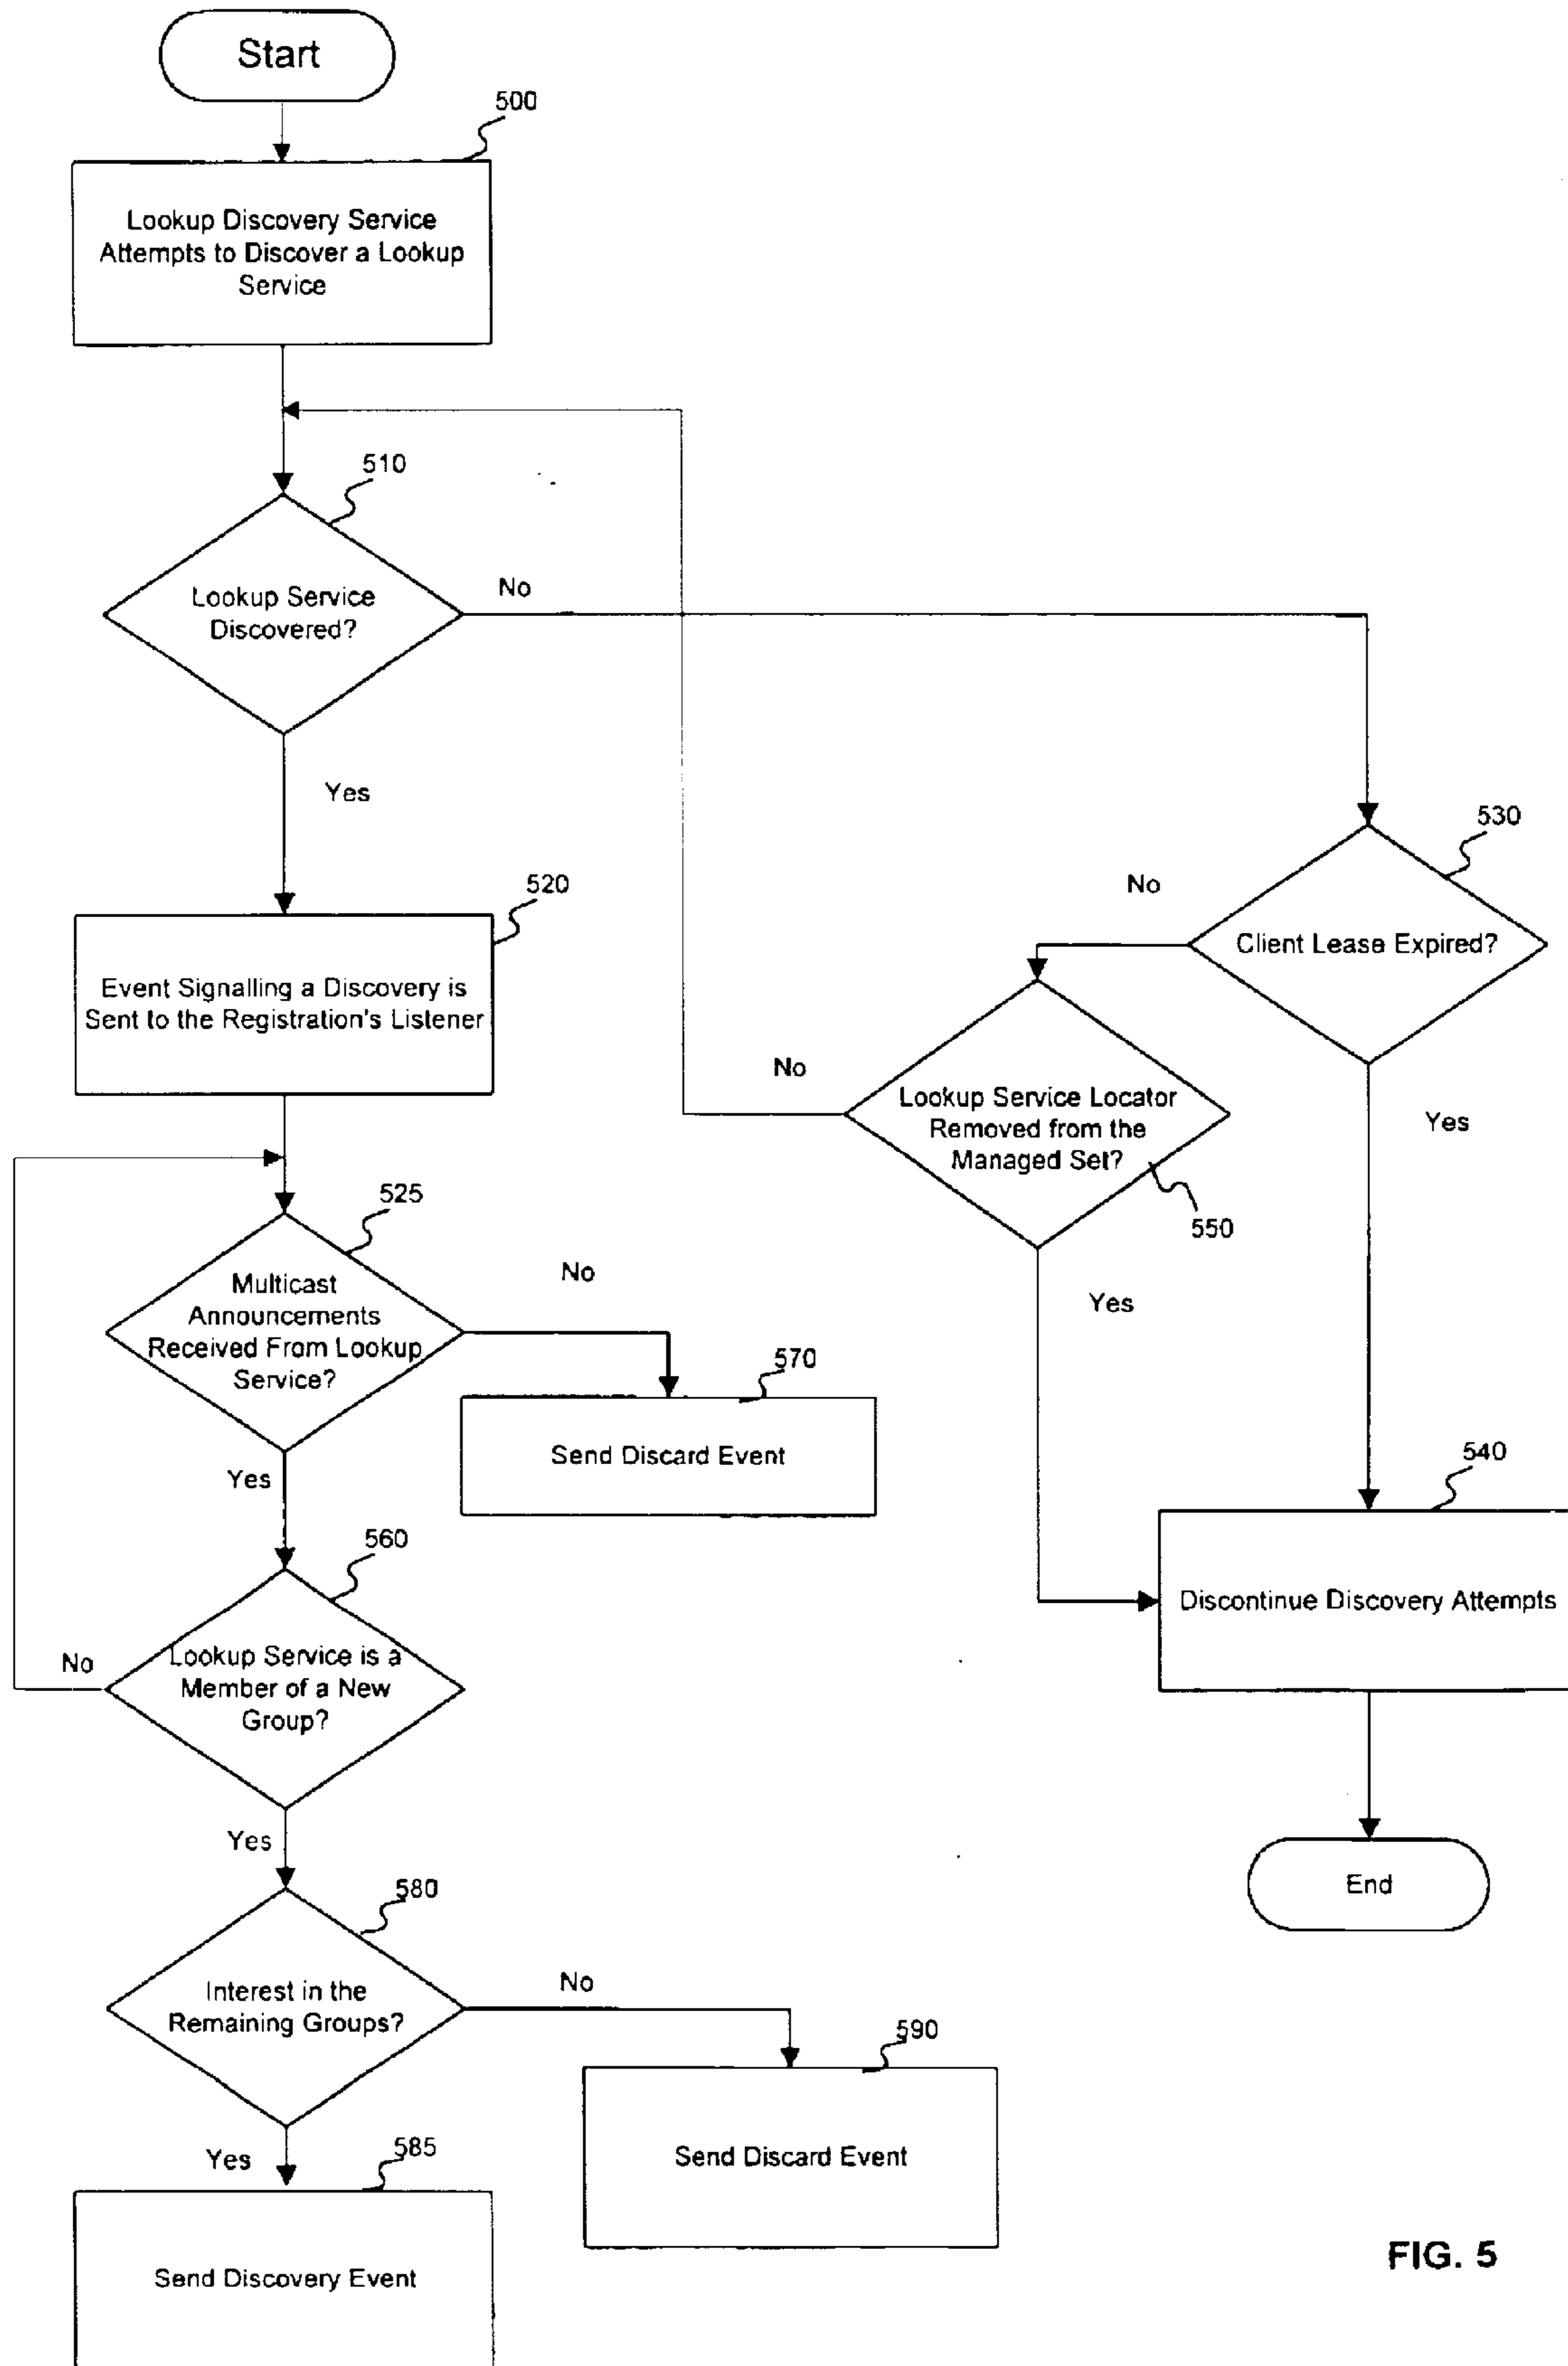 Start
500
Lookup Discovery Service
Attempts to Discover a Lookup
Service
510
Lookup Service
Discovered?
No
Yes
530
No
Client Lease Expired?
520
Event Signalling a Discovery is
Sent to the Registration's Listener
No
Lookup Service Locator
Removed from the
Managed Set?
Yes
550
525
Multicast
Announcements
Received From Lookup
Service?
No
Yes
570
Send Discard Event
Yes
540
Discontinue Discovery Attempts
560
No
Lookup Service is a
Member of a New
Group?
Yes
End
580
Interest in the
Remaining Groups?
No
590
Send Discard Event
Yes
585
Send Discovery Event
FIG. 5